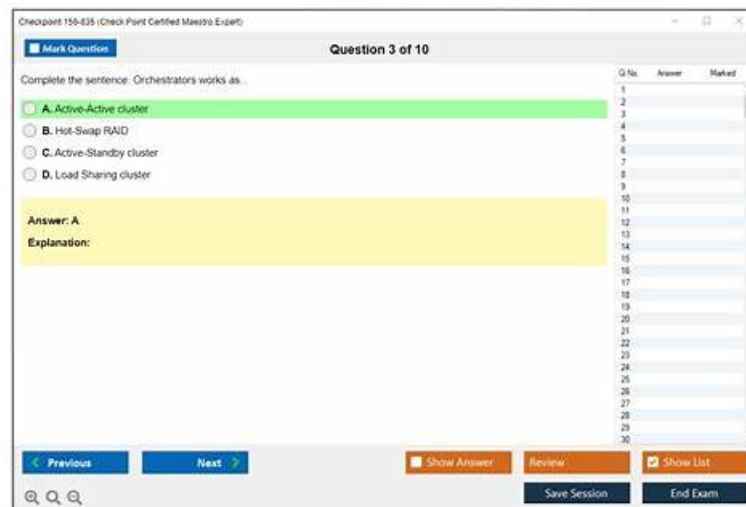 Checkpoint 156-835 (Check Point Certified Maestro Expert)
Mark Question
Question 3 of 10
Q.No. Answer Marked
Complete the sentence: Orchestrators works as...
A. Active-Active cluster
B. Hot-Swap RAID
C. Active-Standby cluster
D. Load Sharing cluster
Answer: A
Explanation:
1
2
3
4
5
6
7
8
9
10
11
12
13
14
15
16
17
18
19
20
21
22
23
24
25
26
27
28
29
30
Previous
Next
Show Answer
Review
Show List
Save Session
End Exam